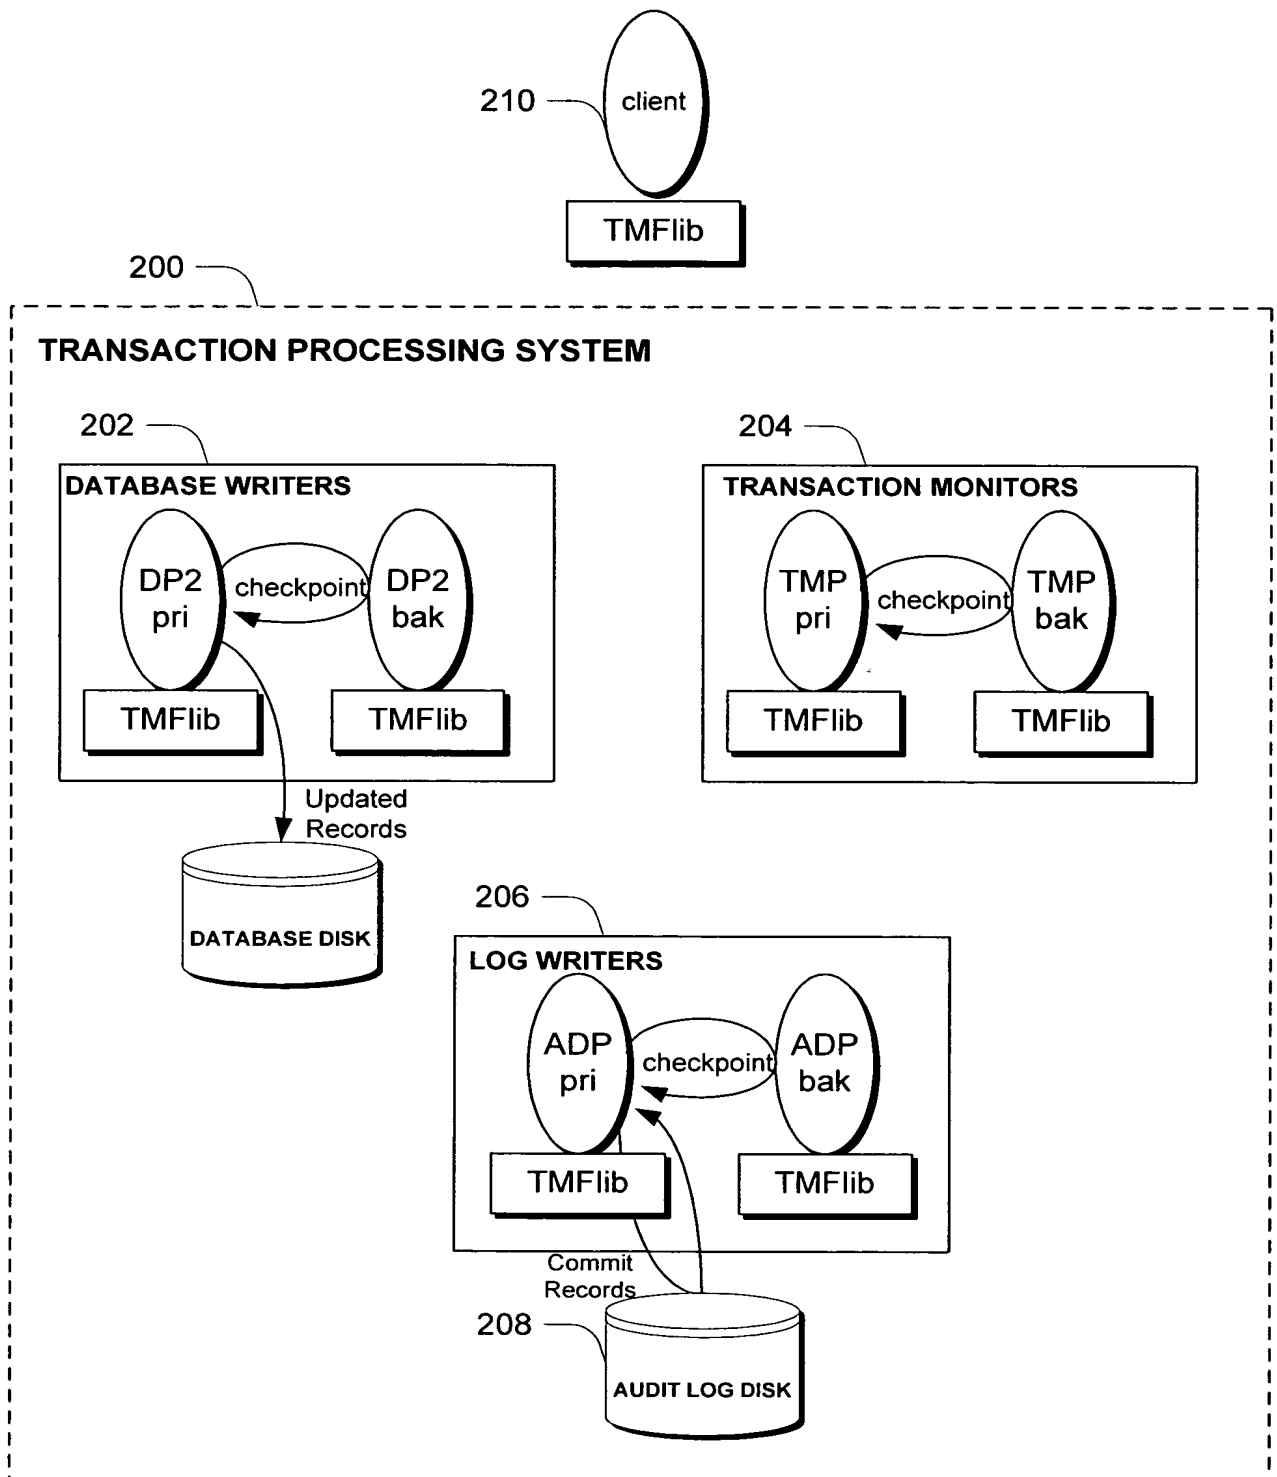 210
client
TMFlib
200
TRANSACTION PROCESSING SYSTEM
202
204
DATABASE WRITERS
TRANSACTION MONITORS
DP2
pri
checkpoint
DP2
bak
TMP
pri
checkpoint
TMP
bak
TMFlib
TMFlib
TMFlib
TMFlib
Updated
Records
DATABASE DISK
206
LOG WRITERS
ADP
pri
checkpoint
ADP
bak
TMFlib
TMFlib
Commit
Records
208
AUDIT LOG DISK